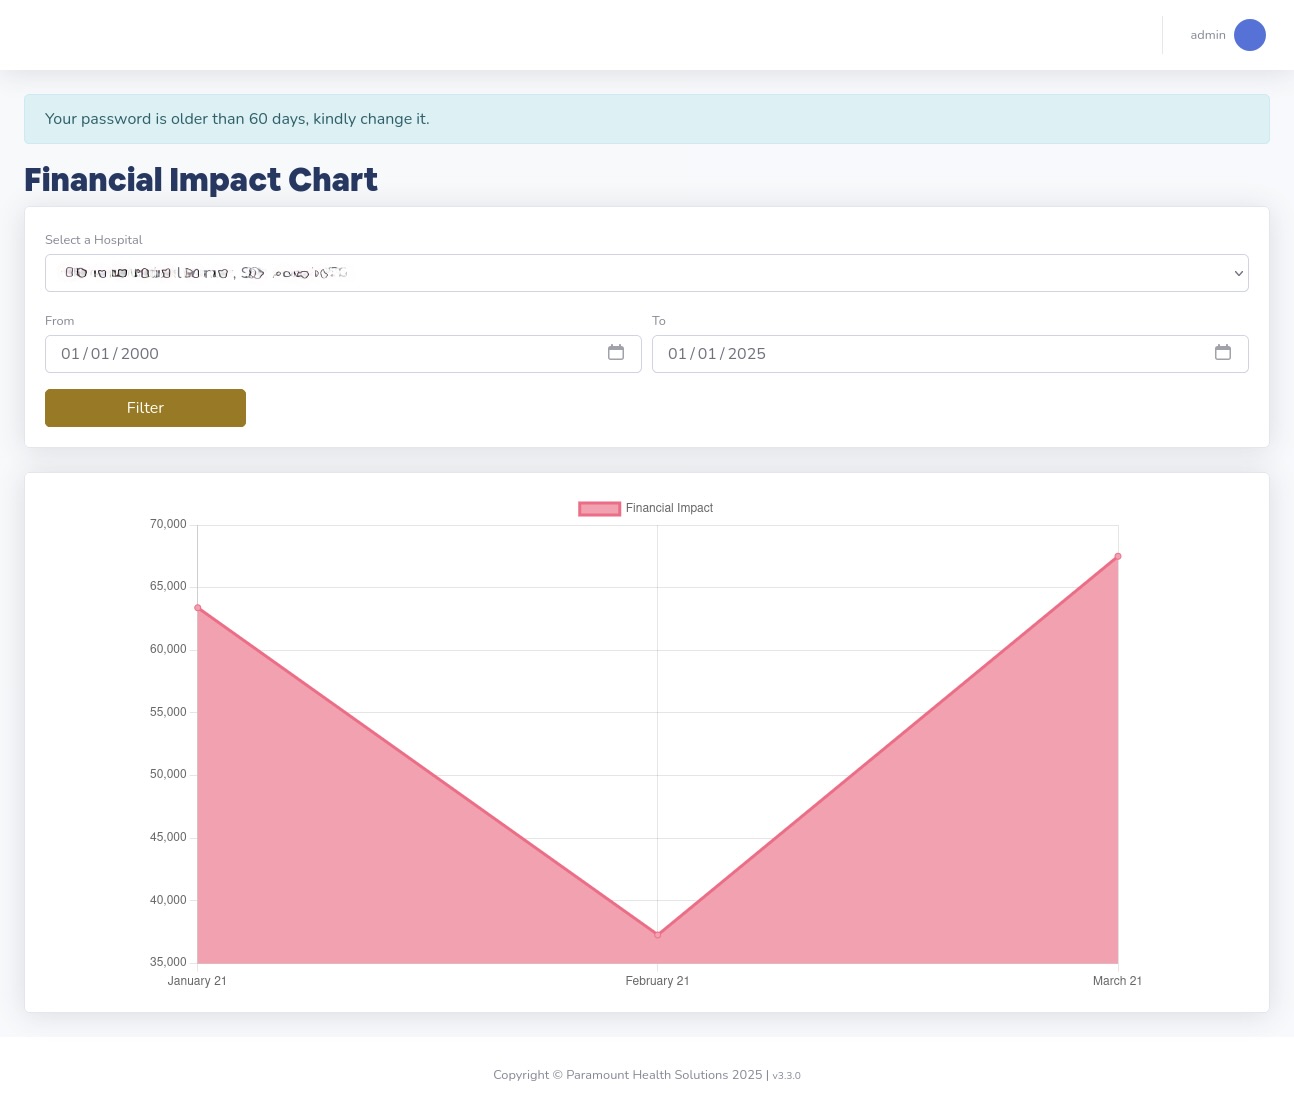 admin
Your password is older than 60 days, kindly change it.
Financial Impact Chart
Select a Hospital
From
To
01/01/2000
01/01/2025
Filter
Financial Impact
70,000
65,000
60,000
55,000
50,000
45,000
40,000
35,000
January 21
February 21
March 21
Copyright © Paramount Health Solutions 2025 | v3.3.0